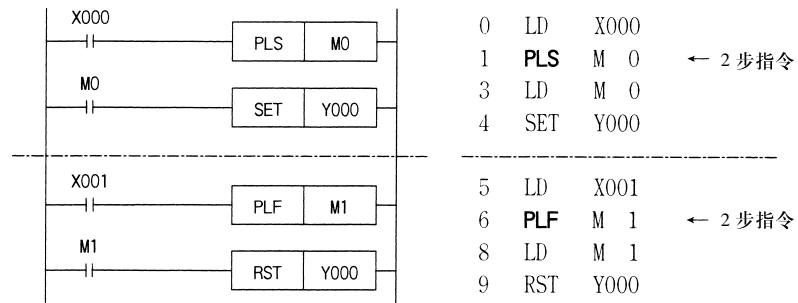 X000
PLS M0
M0
SET Y000
X001
PLF M1
M1
RST Y000
0 LD X000
1 PLS M 0 ← 2 步指令
3 LD M 0
4 SET Y000
5 LD X001
6 PLF M 1 ← 2 步指令
8 LD M 1
9 RST Y000